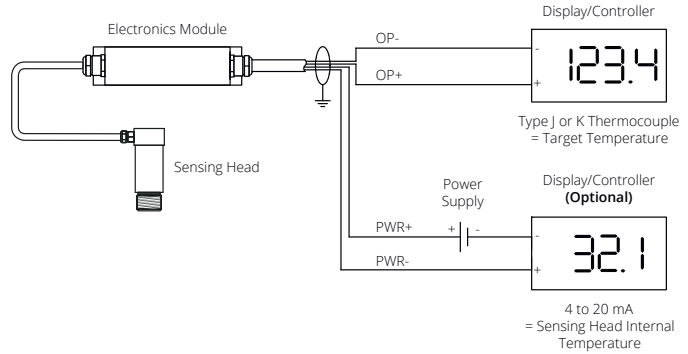 Display/Controller
Electronics Module
OP-
OP+
-
+
123.4
Type J or K Thermocouple
= Target Temperature
Sensing Head
Power
Supply
Display/Controller
(Optional)
PWR+
+
-
-
PWR-
+
32.1
4 to 20 mA
= Sensing Head Internal
Temperature